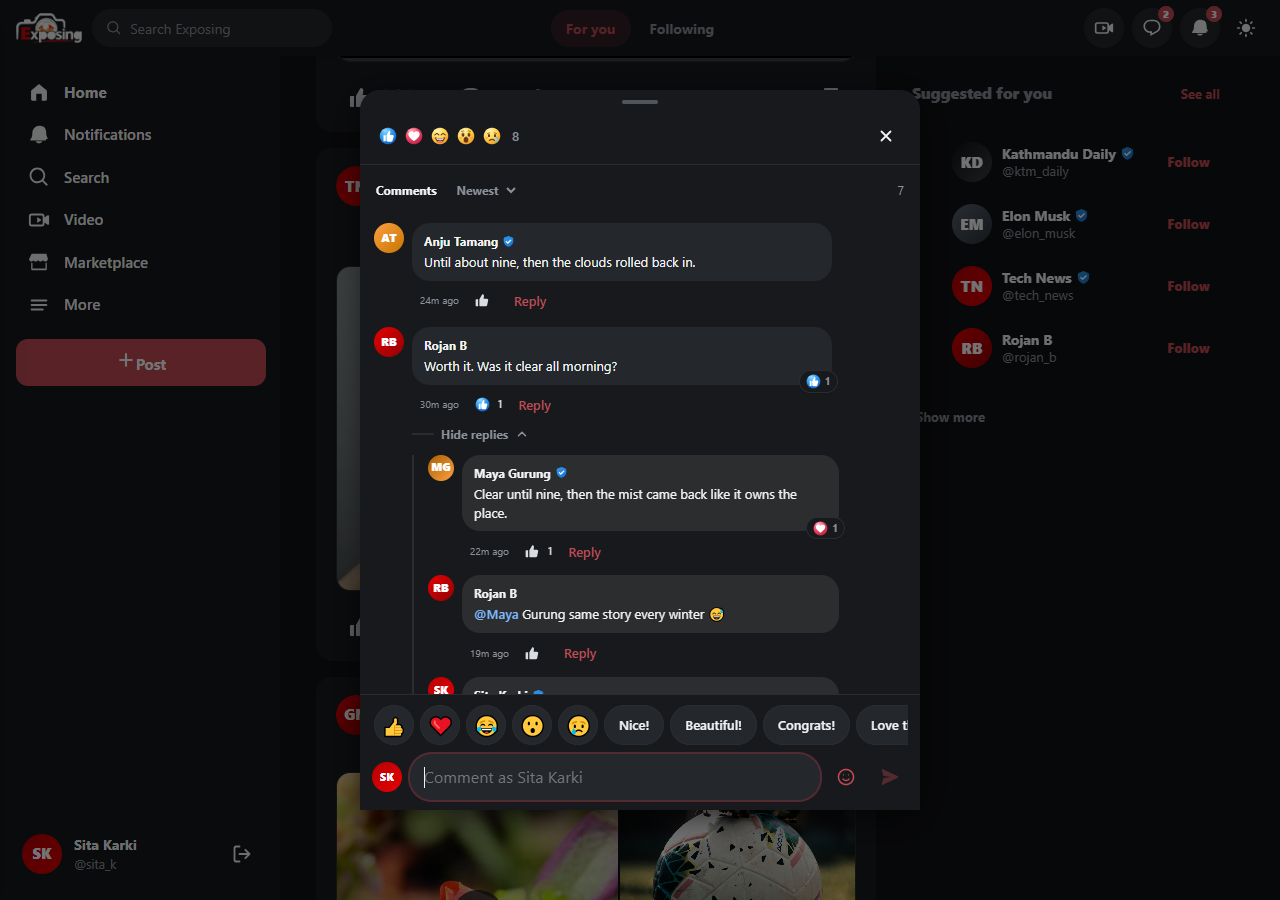 Exposing
Search Exposing
For you
Following
2
3
Home
Notifications
Search
Video
Marketplace
More
Post
Sita Karki
@sita_k
SK
8
Comments
Newest
7
AT
Anju Tamang
Until about nine, then the clouds rolled back in.
24m ago
Reply
RB
Rojan B
Worth it. Was it clear all morning?
1
30m ago
1
Reply
Hide replies
MG
Maya Gurung
Clear until nine, then the mist came back like it owns the
place.
1
22m ago
1
Reply
RB
Rojan B
@Maya Gurung same story every winter
19m ago
Reply
SK
Sita Karki
Nice!
Beautiful!
Congrats!
Love
SK
Comment as Sita Karki
Suggested for you
See all
KD
Kathmandu Daily
@ktm_daily
Follow
EM
Elon Musk
@elon_musk
Follow
TN
Tech News
@tech_news
Follow
RB
Rojan B
@rojan_b
Follow
Show more